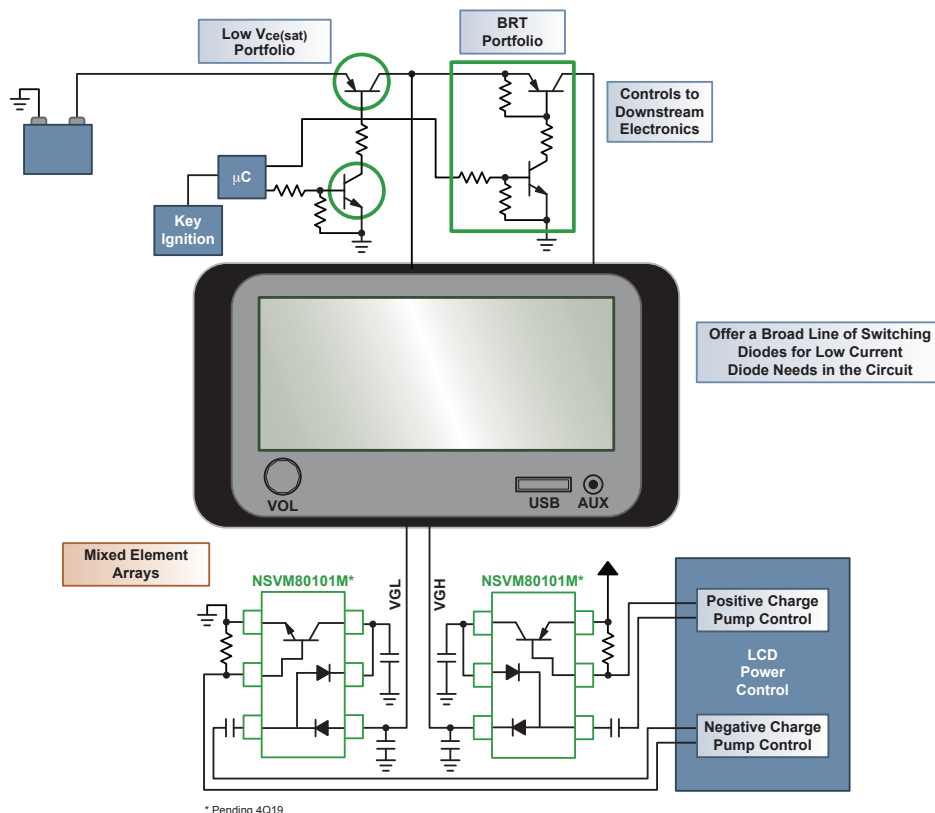 Low Vce(sat)
Portfolio
BRT
Portfolio
Controls to
Downstream
Electronics
μC
Key
Ignition
Offer a Broad Line of Switching
Diodes for Low Current
Diode Needs in the Circuit
VOL
USB
AUX
Mixed Element
Arrays
NSVM80101M*
VGL
VGH
NSVM80101M*
Positive Charge
Pump Control
LCD
Power
Control
Negative Charge
Pump Control
* Pending 4Q19